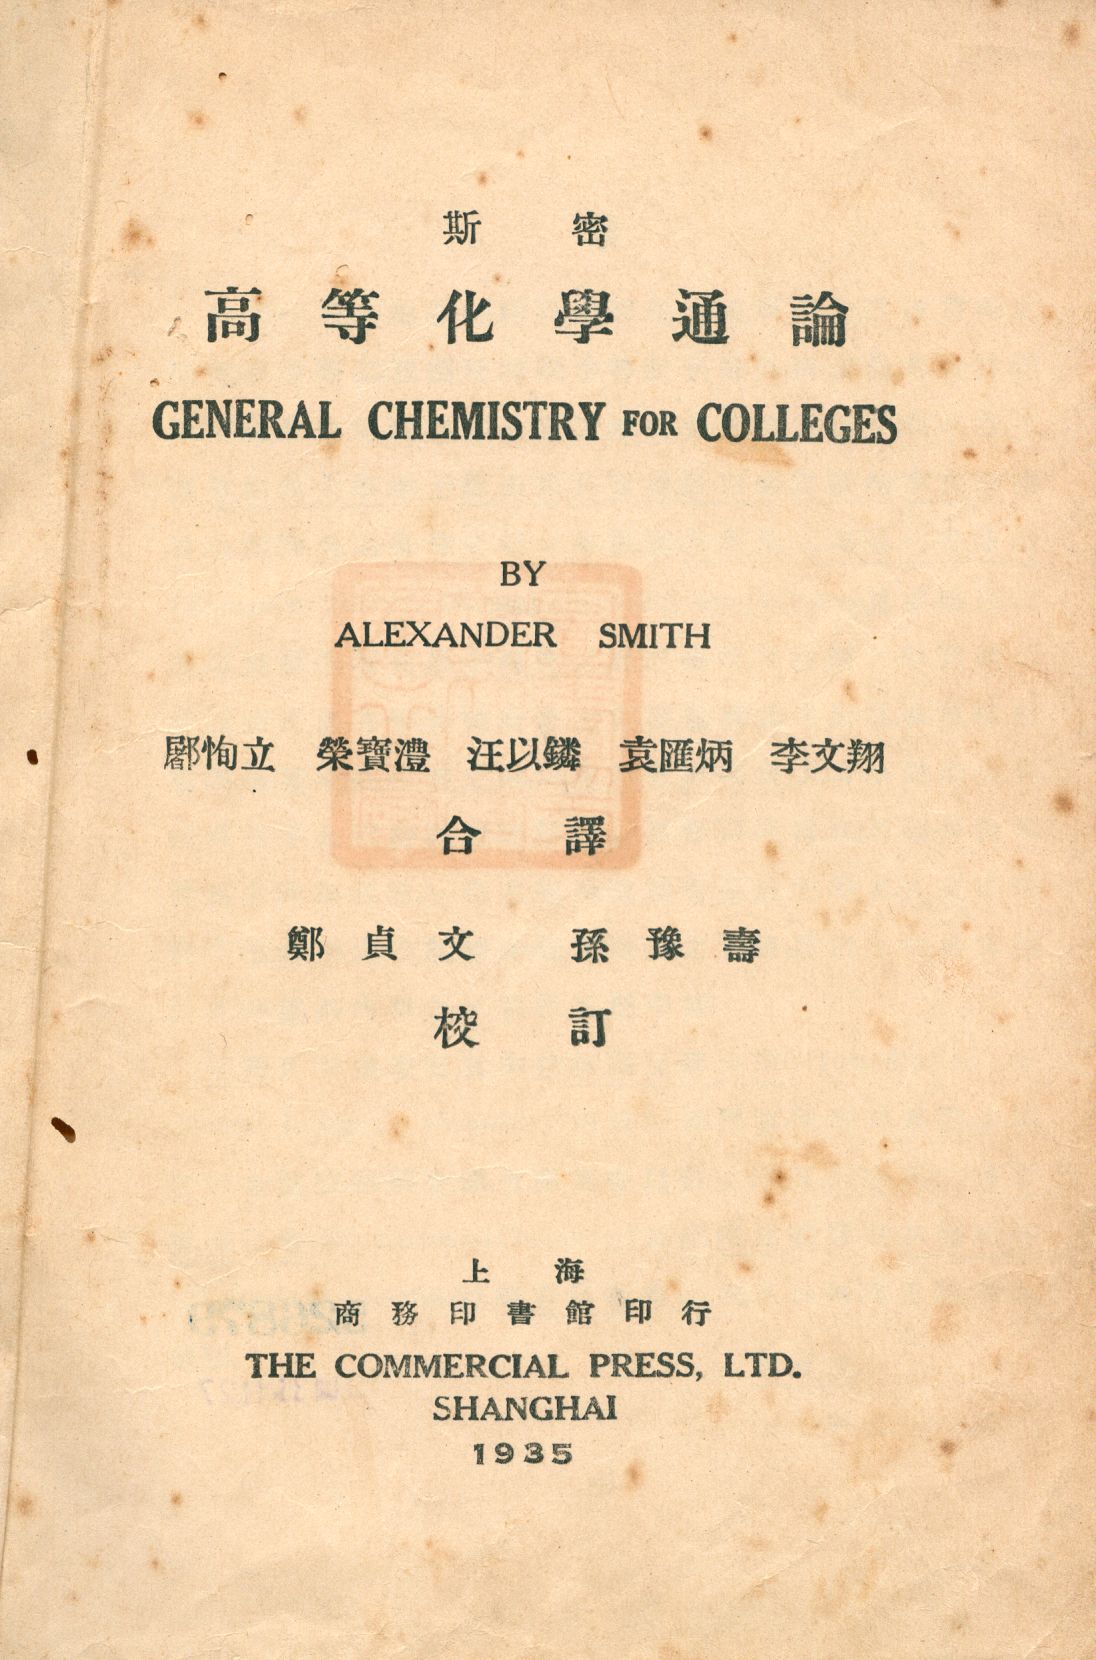 斯密
高等化學通論
GENERAL CHEMISTRY FOR COLLEGES
BY
ALEXANDER SMITH
酈恂立 榮寶澧 汪以鏻 袁匯炳 李文翔
合譯
鄭貞文 孫豫壽
校訂
上海
商務印書館印行
THE COMMERCIAL PRESS, LTD.
SHANGHAI
1935